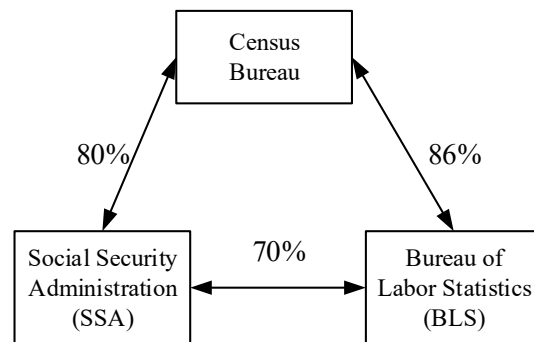 Census
Bureau
80%
86%
Social Security
Administration
(SSA)
70%
Bureau of
Labor Statistics
(BLS)